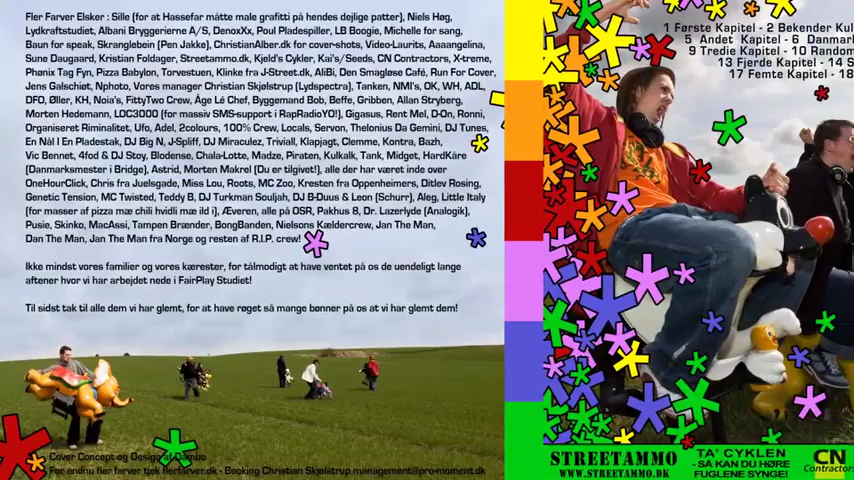 Fler Farver Elsker : Sille (for at Hassefar måtte male grafitti på hendes dejlige patter), Niels Høg,
Lydkraftstudiet, Albani Bryggerierne A/S, DenoxXx, Poul Pladespiller, LB Boogie, Michelle for sang,
Baun for speak, Skranglebein (Pen Jakke), ChristianAlber.dk for cover-shots, Video-Laurits, Aaaangelina,
Sune Daugaard, Kristian Foldager, Streetammo.dk, Kjeld's Cykler, Kai's/Seeds, CN Contractors, X-treme,
Phønix Tag Fyn, Pizza Babylon, Torvestuen, Klinke fra J-Street.dk, AliBi, Den Smagløse Café, Run For Cover,
Jens Galschiøt, Nphoto, Vores manager Christian Skjølstrup (Lydspectra), Tanken, NMI's, OK, WH, ADL,
DFO, Øller, KH, Noia's, FittyTwo Crew, Åge Lé Chef, Byggemand Bob, Beffe, Gribben, Allan Stryberg,
Morten Hedemann, LOC3000 (for massiv SMS-support i RapRadioYO!), Gigasus, Rent Mel, D-On, Ronni,
Organiseret Riminalitet, Ufo, Adel, 2colours, 100% Crew, Locals, Servon, Thelonius Da Gemini, DJ Tunes,
En Nål I En Pladestak, DJ Big N, J-Spliff, DJ Miraculez, Triviall, Klapjagt, Clemme, Kontra, Bazh,
Vic Bennet, 4fod & DJ Stoy, Blodense, Chala-Lotte, Madze, Piraten, Kulkalk, Tank, Midget, HardKåre
(Danmarksmester i Bridge), Astrid, Morten Makrel (Du er tilgivet!), alle der har været inde over
OneHourClick, Chris fra Juelsgade, Miss Lou, Roots, MC Zoo, Kresten fra Oppenheimers, Ditlev Rosing,
Genetic Tension, MC Twisted, Teddy B, DJ Turkman Souljah, DJ B-Duus & Leon (Schurr), Aleg, Little Italy
(for masser af pizza mæ chili hvidli mæ ild i), Æveren, alle på OSR, Pakhus 8, Dr. Lazerlyde (Analogik),
Pusie, Skinko, MacAssi, Tampen Brænder, BongBanden, Nielsons Kældercrew, Jan The Man,
Dan The Man, Jan The Man fra Norge og resten af R.I.P. crew!
Ikke mindst vores familier og vores kærester, for tålmodigt at have ventet på os de uendeligt lange
aftener hvor vi har arbejdet nede i FairPlay Studiet!
Til sidst tak til alle dem vi har glemt, for at have røget så mange bønner på os at vi har glemt dem!
Cover Concept og Design af Dambo
For endnu fler farver tjek flerfarver.dk - Booking Christian Skjølstrup management@pro-moment.dk
1 Første Kapitel - 2 Bekender Kul
5 Andet Kapitel - 6 Danmark
9 Tredie Kapitel - 10 Random
13 Fjerde Kapitel - 14 S
17 Femte Kapitel - 18
STREETAMMO
WWW.STREETAMMO.DK
TA' CYKLEN
- SÅ KAN DU HØRE
FUGLENE SYNGE!
CN
Contractors